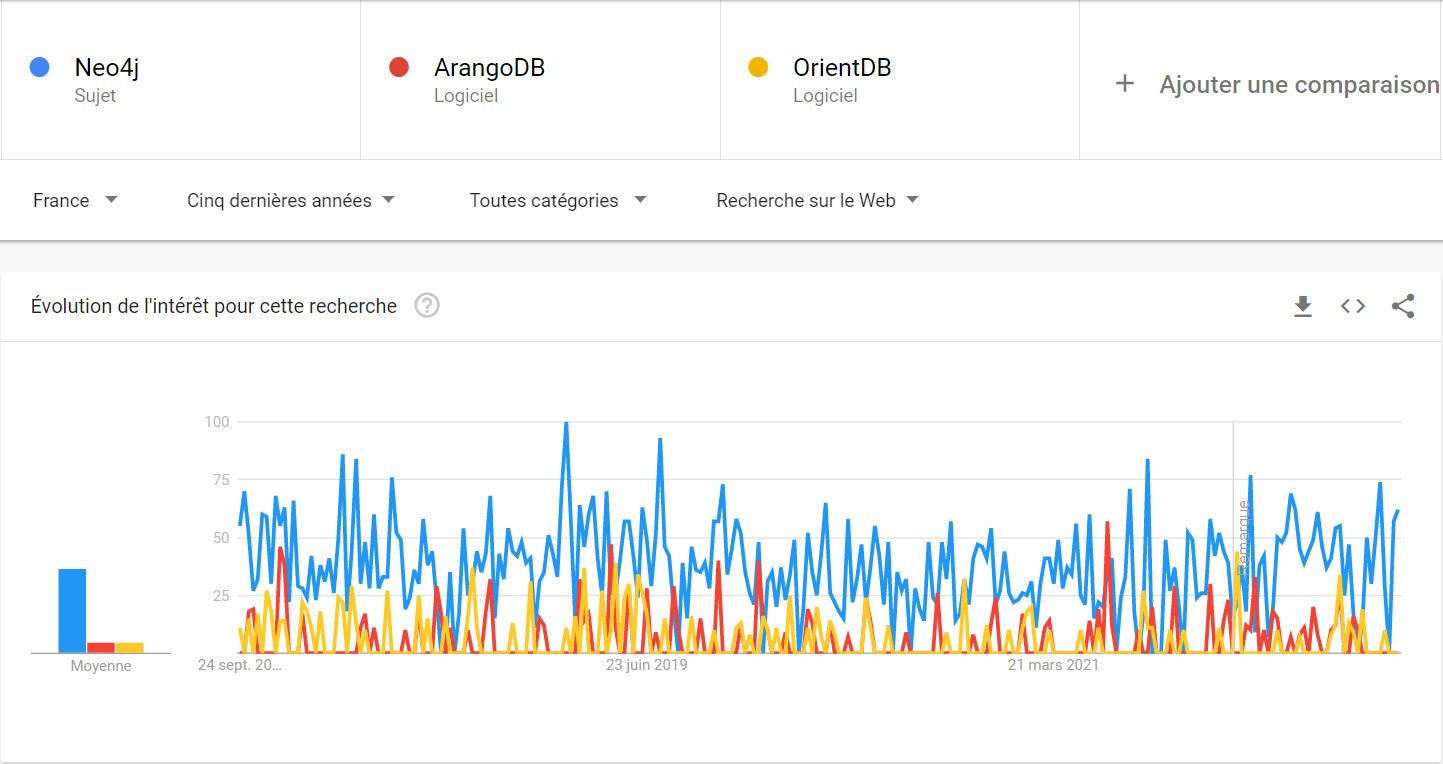 Neo4j
Sujet
ArangoDB
Logiciel
OrientDB
Logiciel
+ Ajouter une comparaison
France
Cinq dernières années
Toutes catégories
Recherche sur le Web
Évolution de l'intérêt pour cette recherche
?
100
75
50
25
Remarque
Moyenne
24 sept. 20...
23 juin 2019
21 mars 2021